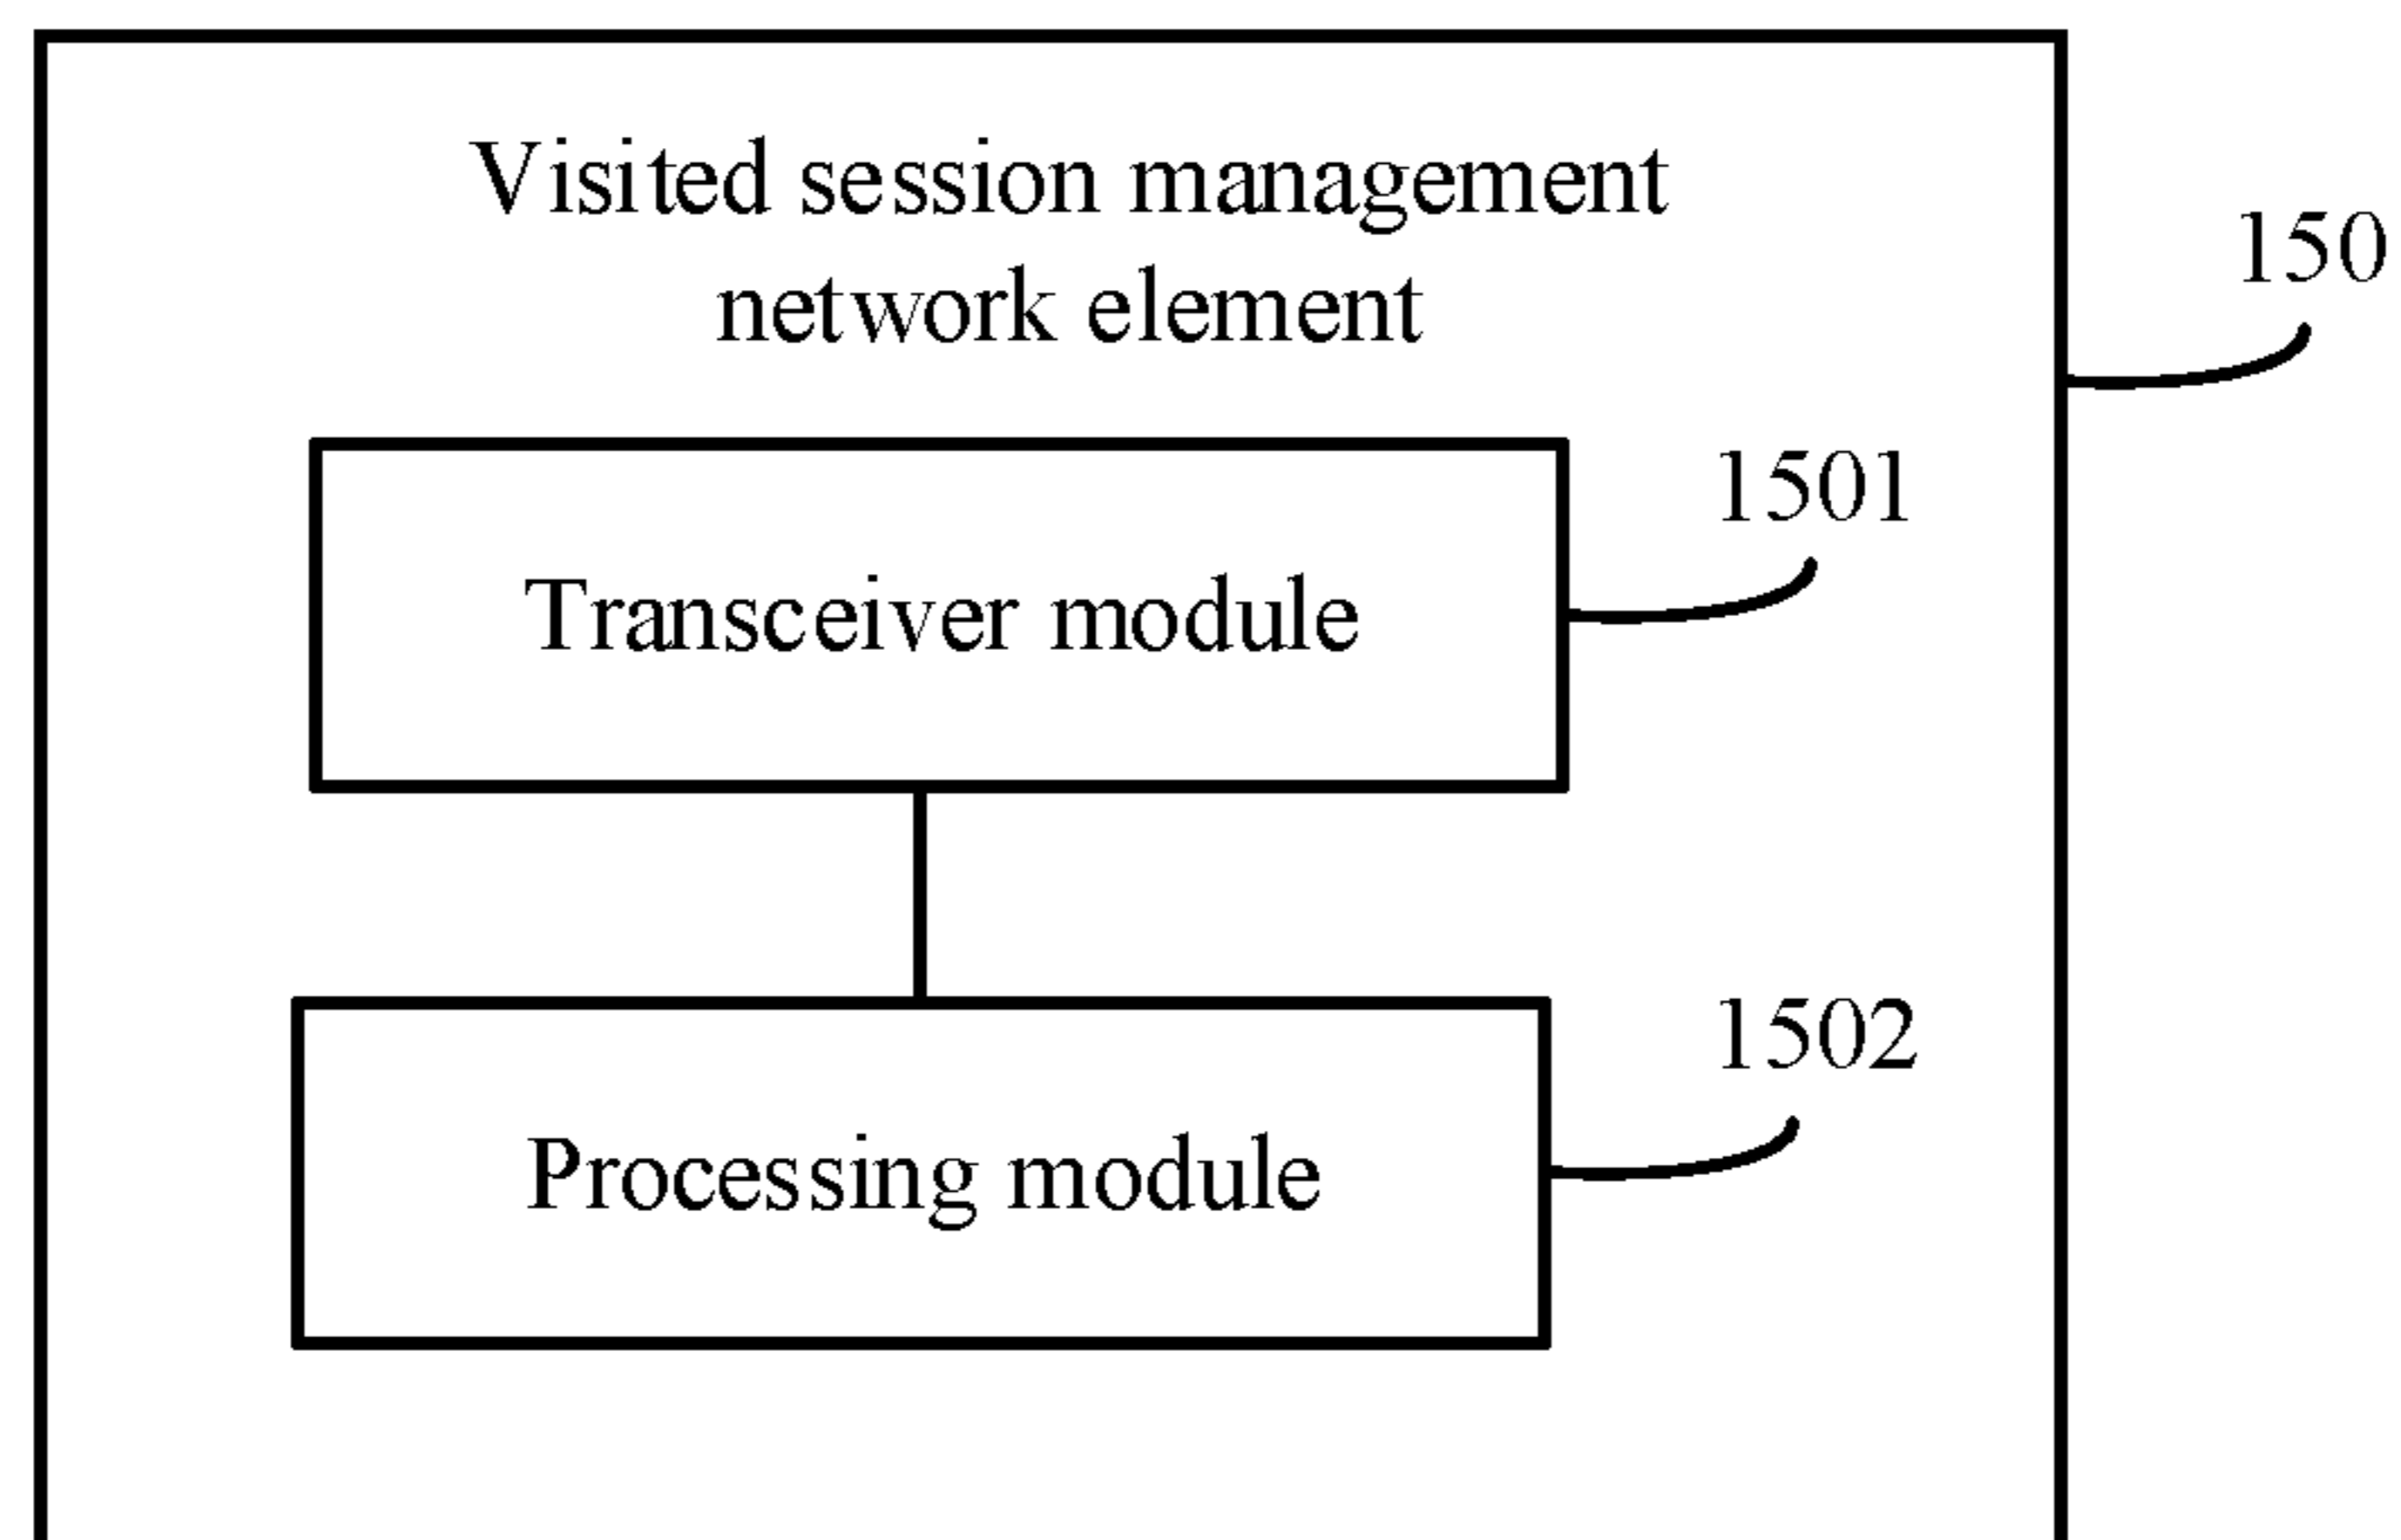 Visited session management
network element
150
1501
Transceiver module
1502
Processing module